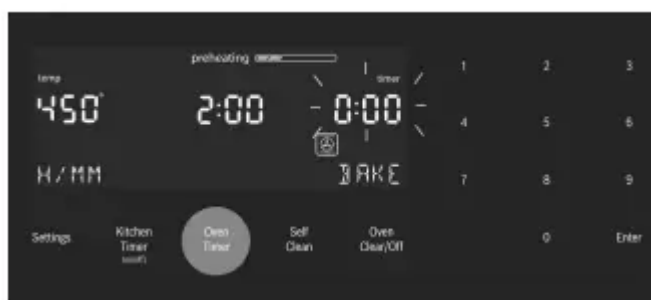 preheating
temp
timer
450°
2:00
0:00
H/MM
BAKE
1 2 3
4 5 6
7 8 9
0 Enter
Settings
Kitchen
Timer
Oven
Timer
Self
Clean
Oven
Clear/Off